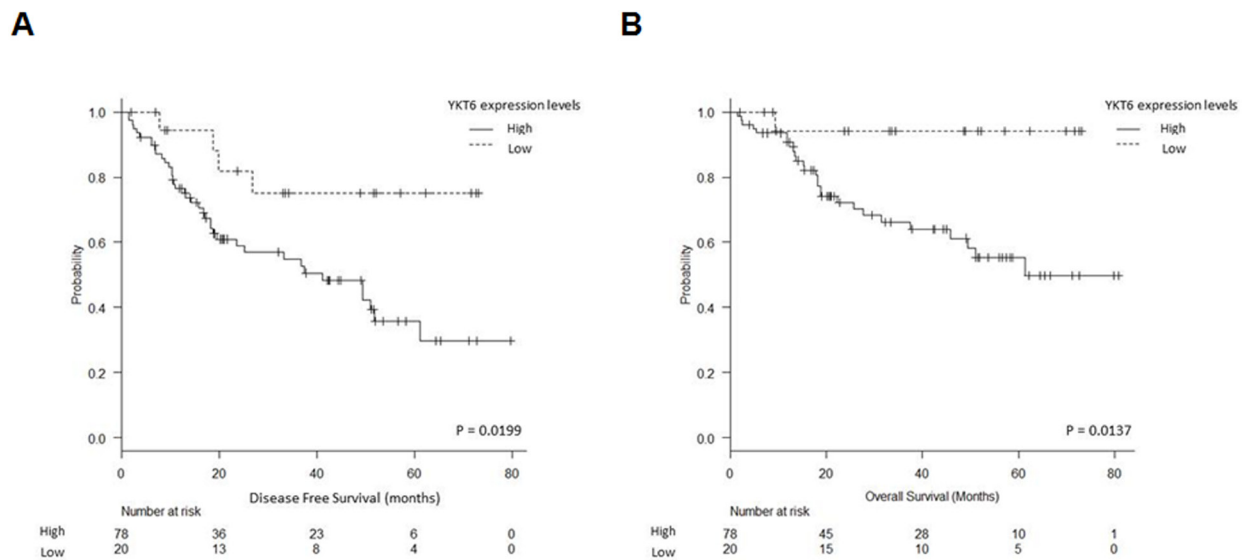 A
YKT6 expression levels
High
Low
1.0
0.8
0.6
0.4
0.2
0.0
Probability
P = 0.0199
0 20 40 60 80
Disease Free Survival (months)
Number at risk
High 78 36 23 6 0
Low 20 13 8 4 0
B
YKT6 expression levels
High
Low
1.0
0.8
0.6
0.4
0.2
0.0
Probability
P = 0.0137
0 20 40 60 80
Overall Survival (Months)
Number at risk
High 78 45 28 10 1
Low 20 15 10 5 0